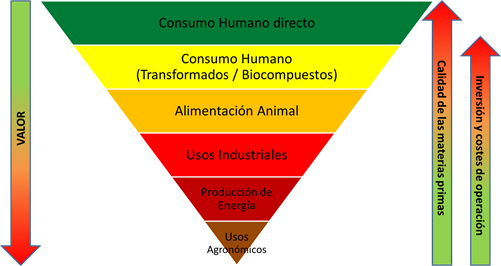 Consumo Humano directo
Consumo Humano
(Transformados / Biocompuestos)
Alimentación Animal
Usos Industriales
Producción de
Energía
Usos
Agronómicos
VALOR
Calidad de las materias primas
Inversión y costes de operación